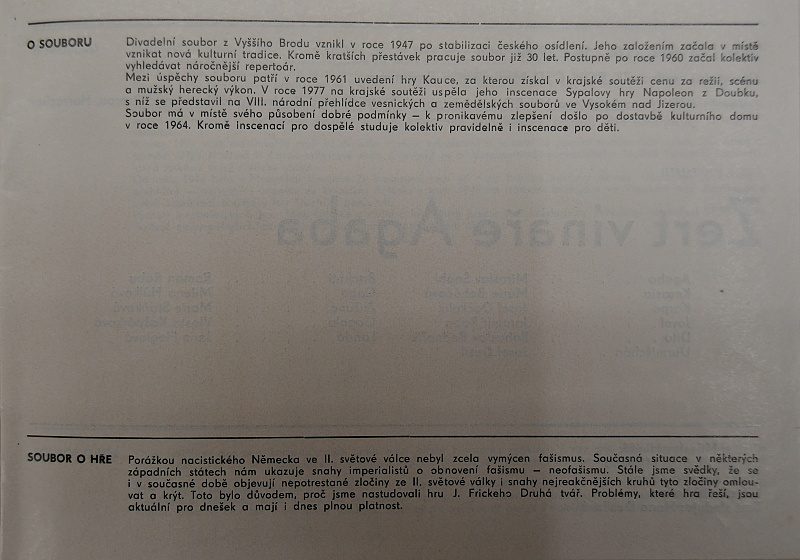 O SOUBORU
Divadelní soubor z Vyššího Brodu vznikl v roce 1947 po stabilizaci českého osídlení. Jeho založením začala v místě
vznikat nová kulturní tradice. Kromě kratších přestávek pracuje soubor již 30 let. Postupně po roce 1960 začal kolektiv
vyhledávat náročnější repertoár.
Mezi úspěchy souboru patří v roce 1961 uvedení hry Kauce, za kterou získal v krajské soutěži cenu za režii, scénu
a mužský herecký výkon. V roce 1977 na krajské soutěži uspěla jeho inscenace Sypalovy hry Napoleon z Doubku,
s níž se představil na VIII. národní přehlídce vesnických a zemědělských souborů ve Vysokém nad Jizerou.
Soubor má v místě svého působení dobré podmínky – k pronikavému zlepšení došlo po dostavbě kulturního domu
v roce 1964. Kromě inscenací pro dospělé studuje kolektiv pravidelně i inscenace pro děti.
Žert vinaře Agaba
SOUBOR O HŘE
Porážkou nacistického Německa ve II. světové válce nebyl zcela vymýcen fašismus. Současná situace v některých
západních státech nám ukazuje snahy imperialistů o obnovení fašismu – neofašismu. Stále jsme svědky, že se
i v současné době objevují nepotrestané zločiny ze II. světové války i snahy nejreakčnějších kruhů tyto zločiny omlou-
vat a krýt. Toto bylo důvodem, proč jsme nastudovali hru J. Frickeho Druhá tvář. Problémy, které hra řeší, jsou
aktuální pro dnešek a mají i dnes plnou platnost.